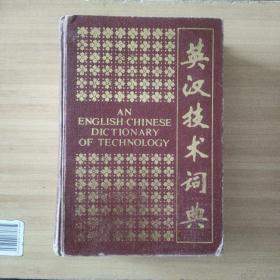 AN
ENGLISH-CHINESE
DICTIONARY
OF TECHNOLOGY
英汉技术词典